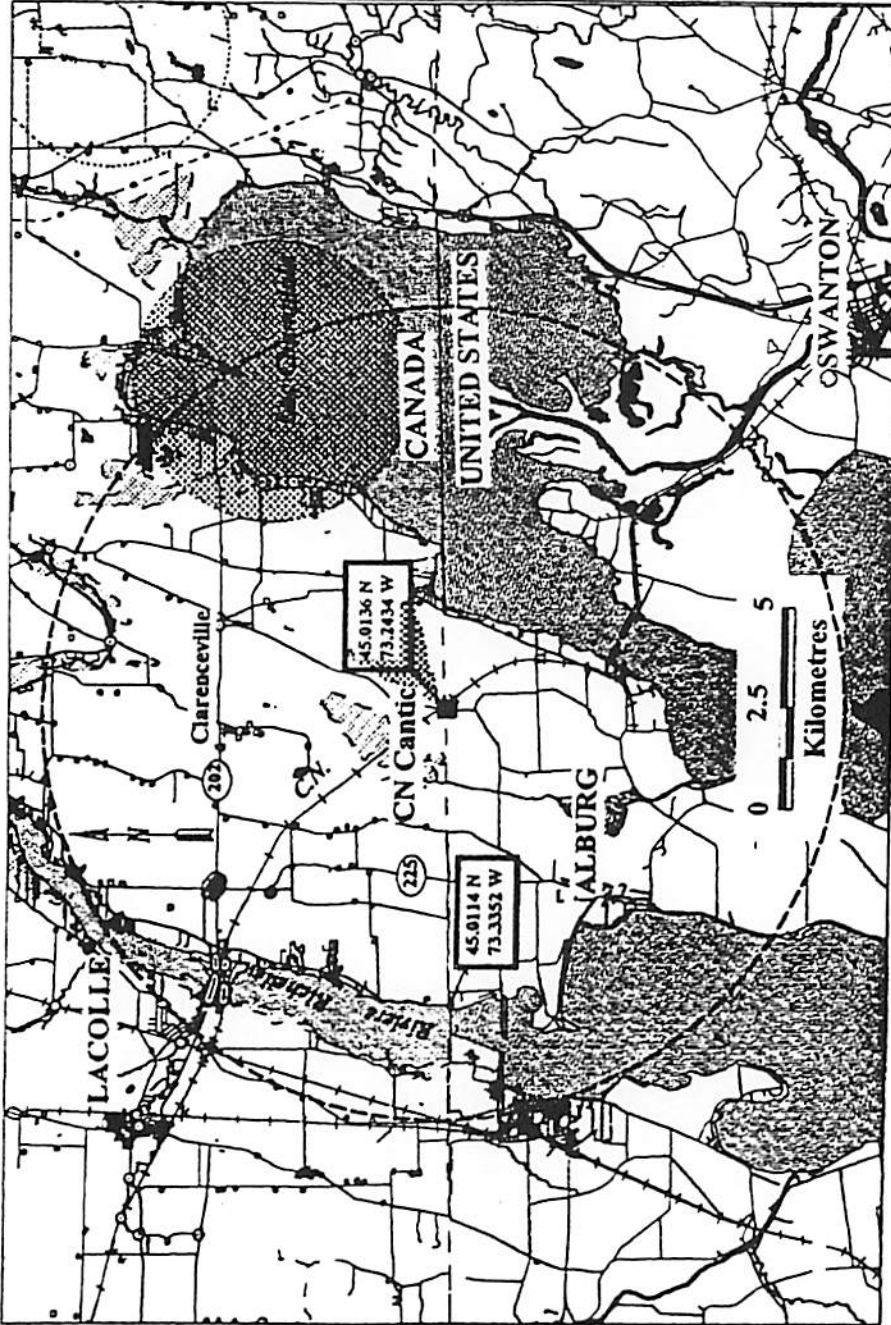 LACOLLE
Clarenceville
202
C.N.
CN Cantic
45.0136 N
73.2434 W
225
45.0114 N
73.3352 W
Rivière
Richelieu
CANADA
UNITED STATES
ALBURG
SWANTON
N
0 2.5 5
Kilometres